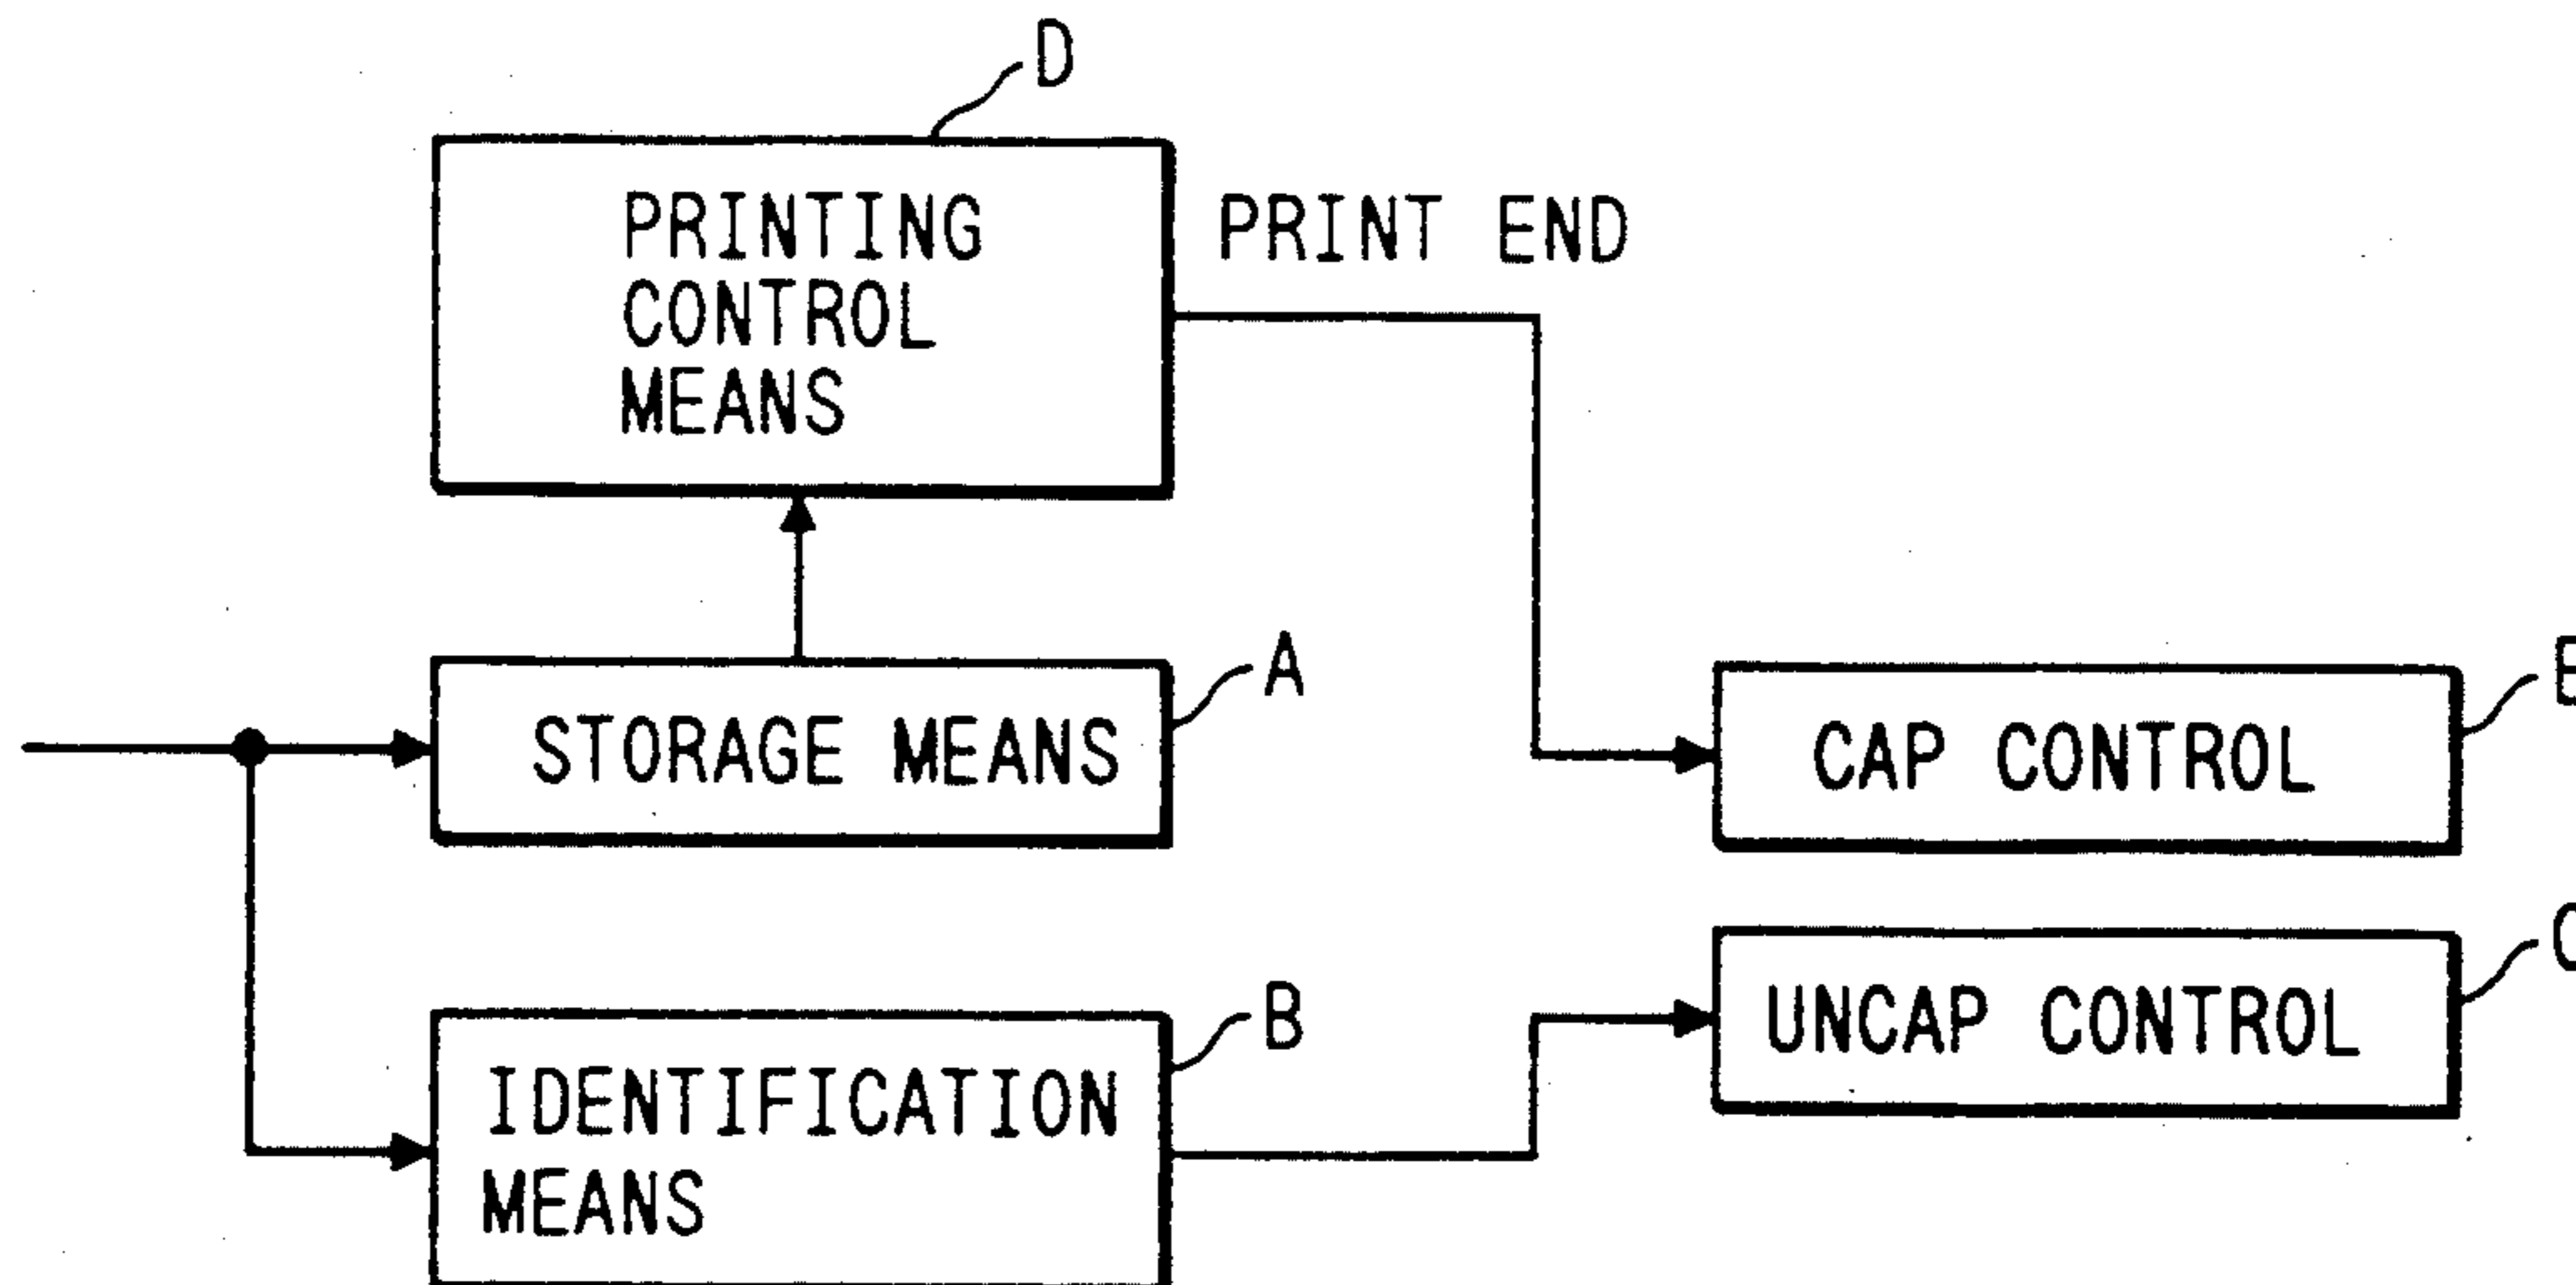 D
PRINTING
CONTROL
MEANS
PRINT END
A
STORAGE MEANS
CAP CONTROL
B
IDENTIFICATION
MEANS
UNCAP CONTROL